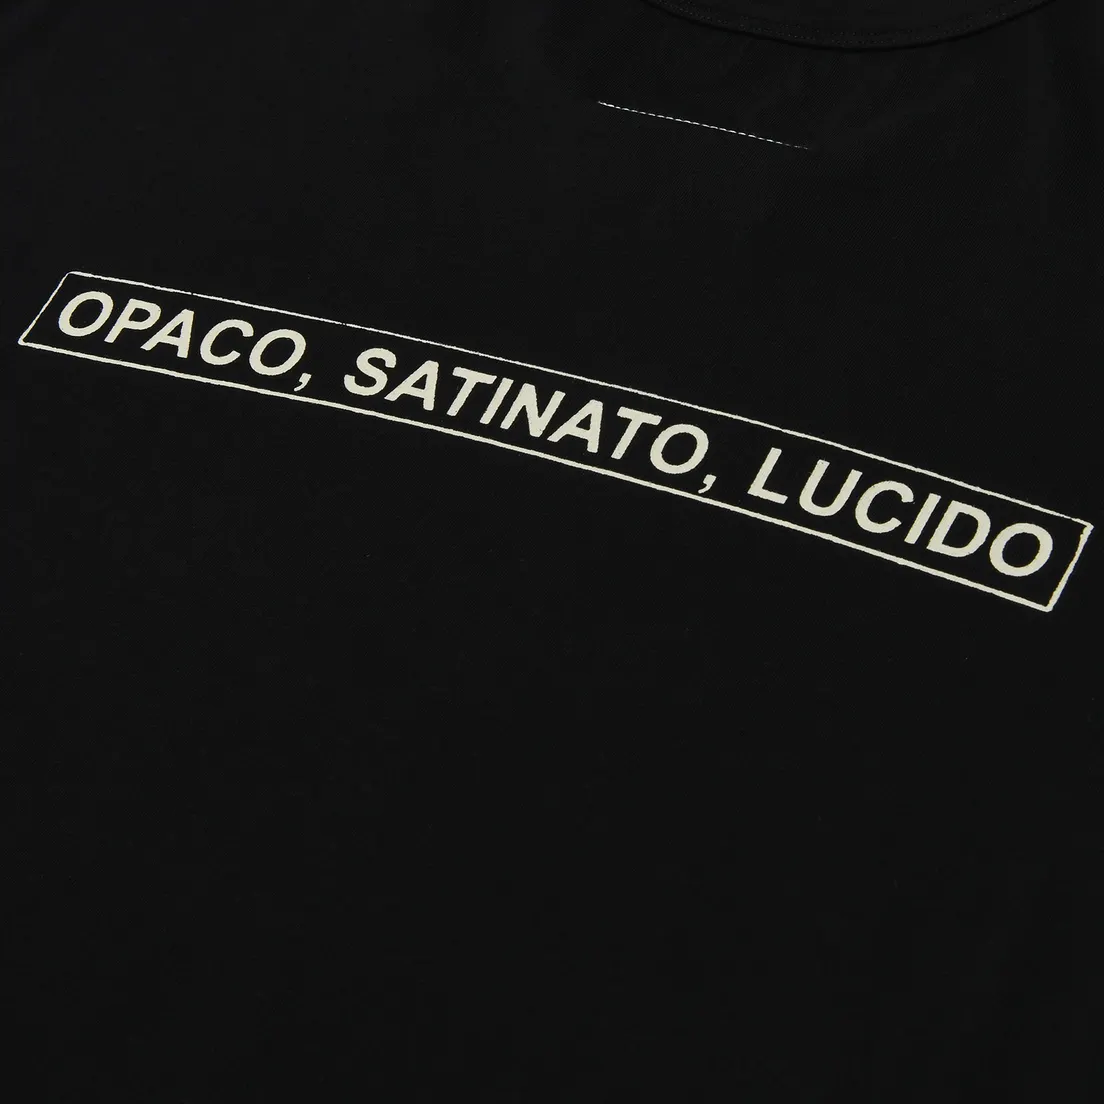 OPACO, SATINATO, LUCIDO